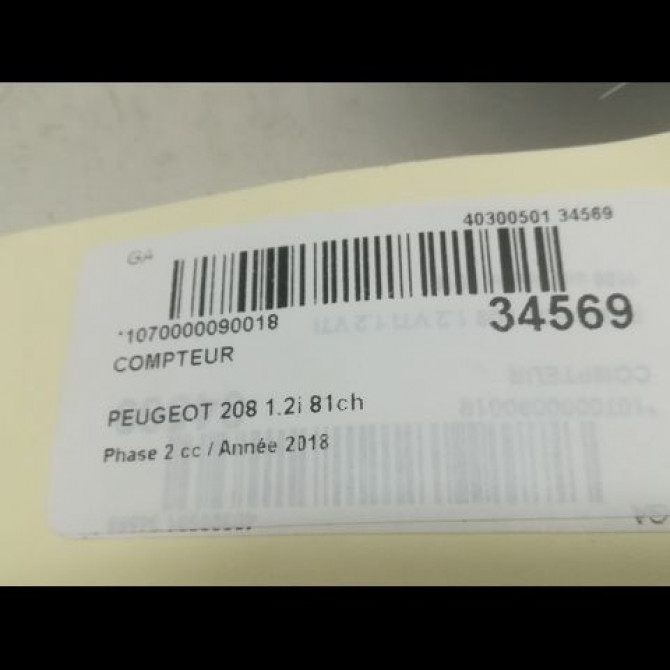 40300501 34569
GA
*1070000090018
34569
COMPTEUR
PEUGEOT 208 1.2i 81ch
Phase 2 cc / Année 2018